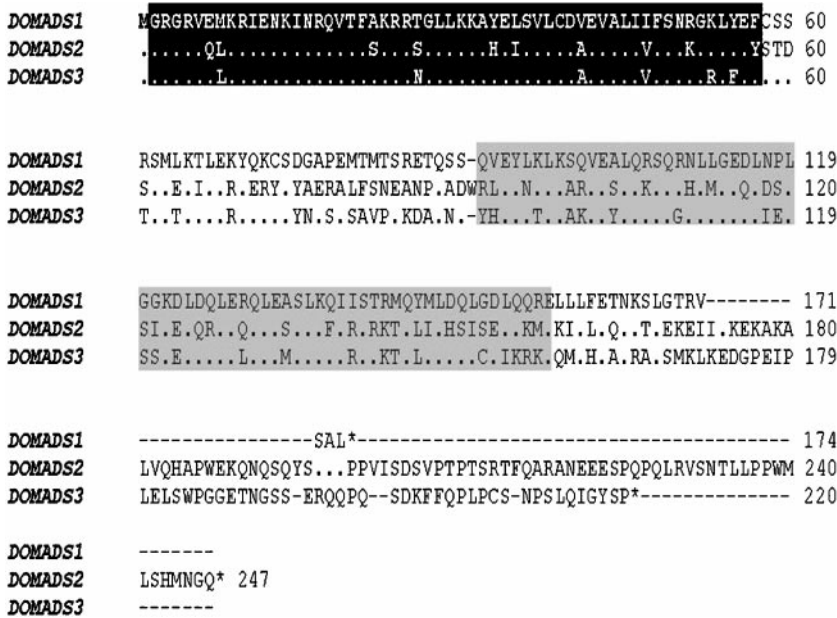 DOMADS1 MGRGRVEMKRIENKINRQVTFAKRRTGLLKKAYELSVLCDVEVALIIFSNRGKLYEFCSS 60
DOMADS2 ......QL.............S...S......H.I.....A.....V...K.....YSTD 60
DOMADS3 .......L.................N..............A.....V.....R.F..... 60
DOMADS1 RSMLKTLEKYQKCSDGAPEMTMTSRETQSS-QVEYLKLKSQVEALQRSQRNLLGEDLNPL 119
DOMADS2 S..E.I..R.ERY.YAERALFSNEANP.ADWRL..N...AR..S..K...H.M..Q.DS. 120
DOMADS3 T..T....R.....YN.S.SAVP.KDA.N.-YH...T..AK..Y.....G.......IE. 119
DOMADS1 GGKDLDQLERQLEASLKQIISTRMQYMLDQLGDLQQRELLLFETNKSLGTRV-------- 171
DOMADS2 SI.E.QR..Q...S...F.R.RKT.LI.HSISE..KM.KI.L.Q..T.EKEII.KEKAKA 180
DOMADS3 SS.E.....L...M.....R..KT.L.....C.IKRK.QM.H.A.RA.SMKLKEDGPEIP 179
DOMADS1 ----------------SAL*---------------------------------------- 174
DOMADS2 LVQHAPWEKQNQSQYS...PPVISDSVPTPTSRTFQARANEEESPQPQLRVSNTLLPPWM 240
DOMADS3 LELSWPGGETNGSS-ERQQPQ--SDKFFQPLPCS-NPSLQIGYSP*-------------- 220
DOMADS1 -------
DOMADS2 LSHMNGQ* 247
DOMADS3 -------